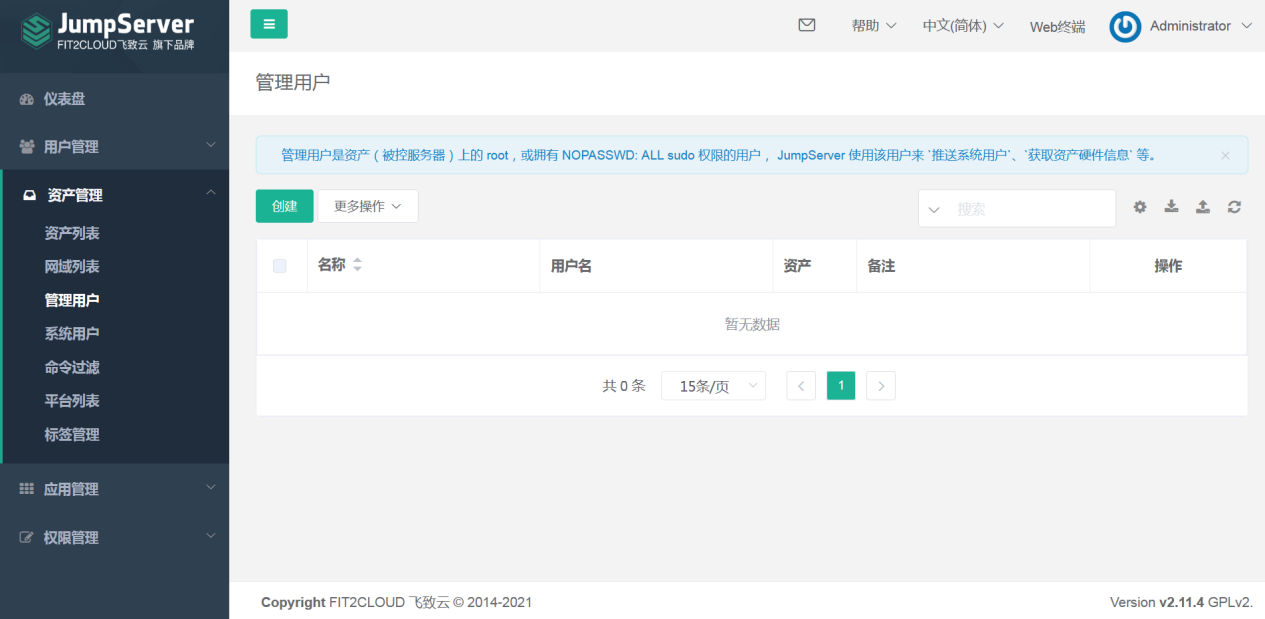 JumpServer
FIT2CLOUD飞致云 旗下品牌
帮助
中文(简体)
Web终端
Administrator
仪表盘
用户管理
资产管理
资产列表
网域列表
管理用户
系统用户
命令过滤
平台列表
标签管理
应用管理
权限管理
管理用户
管理用户是资产（被控服务器）上的 root，或拥有 NOPASSWD: ALL sudo 权限的用户， JumpServer 使用该用户来 `推送系统用户`、`获取资产硬件信息` 等。
创建
更多操作
搜索
名称
用户名
资产
备注
操作
暂无数据
共 0 条
15条/页
1
Copyright FIT2CLOUD 飞致云 © 2014-2021
Version v2.11.4 GPLv2.